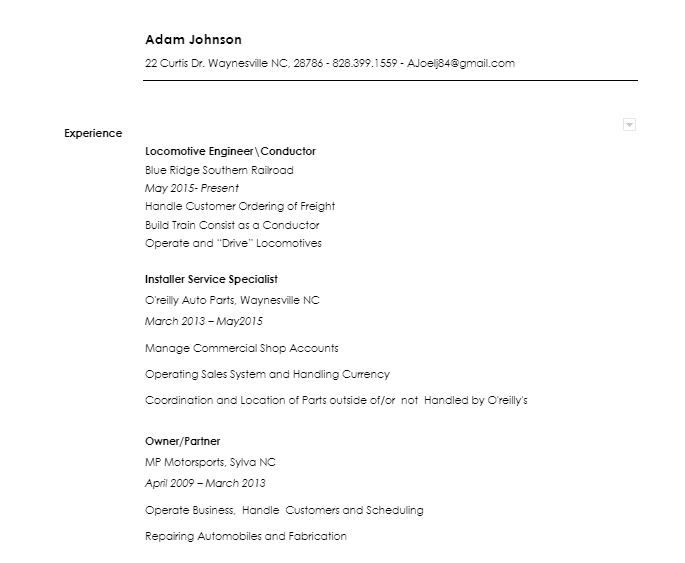 Adam Johnson
22 Curtis Dr. Waynesville NC, 28786 - 828.399.1559 - AJoelj84@gmail.com
Experience
Locomotive Engineer\Conductor
Blue Ridge Southern Railroad
May 2015- Present
Handle Customer Ordering of Freight
Build Train Consist as a Conductor
Operate and “Drive” Locomotives
Installer Service Specialist
O'reilly Auto Parts, Waynesville NC
March 2013 – May2015
Manage Commercial Shop Accounts
Operating Sales System and Handling Currency
Coordination and Location of Parts outside of/or  not  Handled by O'reilly's
Owner/Partner
MP Motorsports, Sylva NC
April 2009 – March 2013
Operate Business,  Handle  Customers and Scheduling
Repairing Automobiles and Fabrication